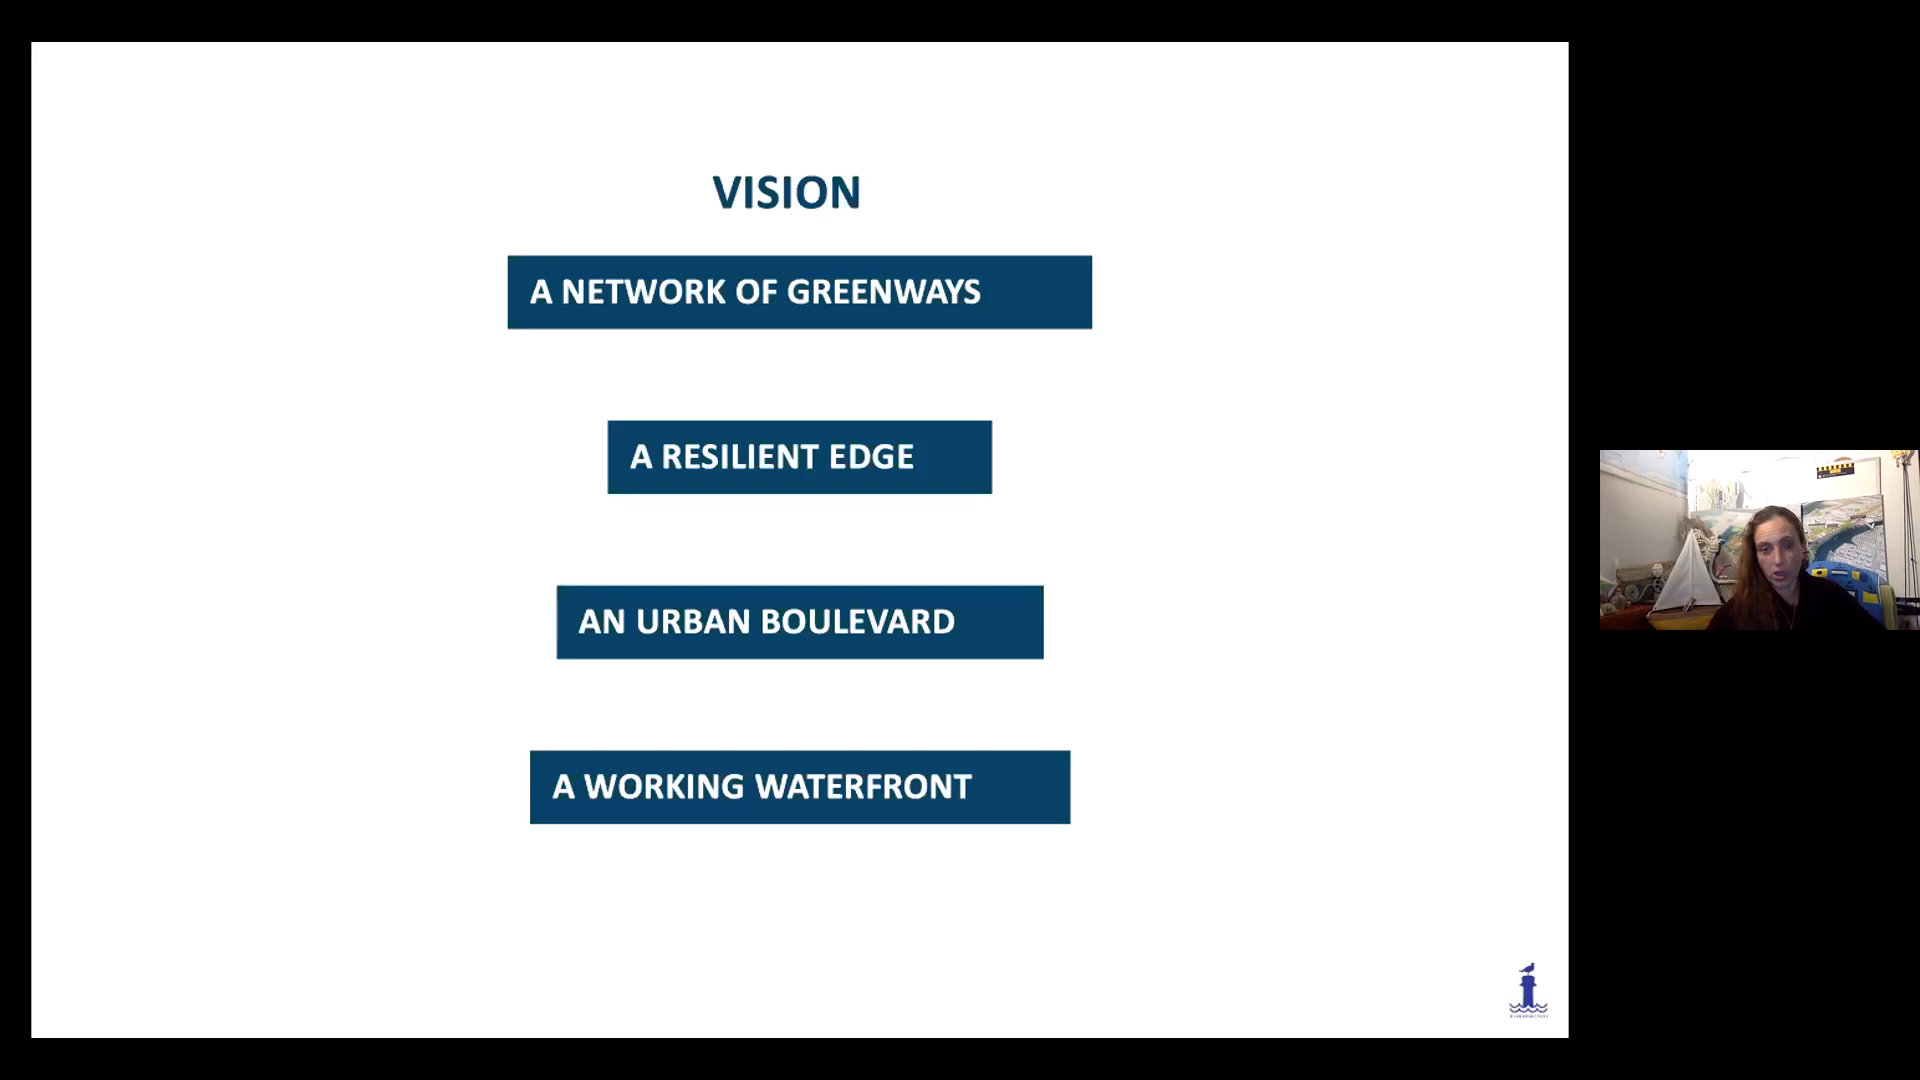 VISION
A NETWORK OF GREENWAYS
A RESILIENT EDGE
AN URBAN BOULEVARD
A WORKING WATERFRONT